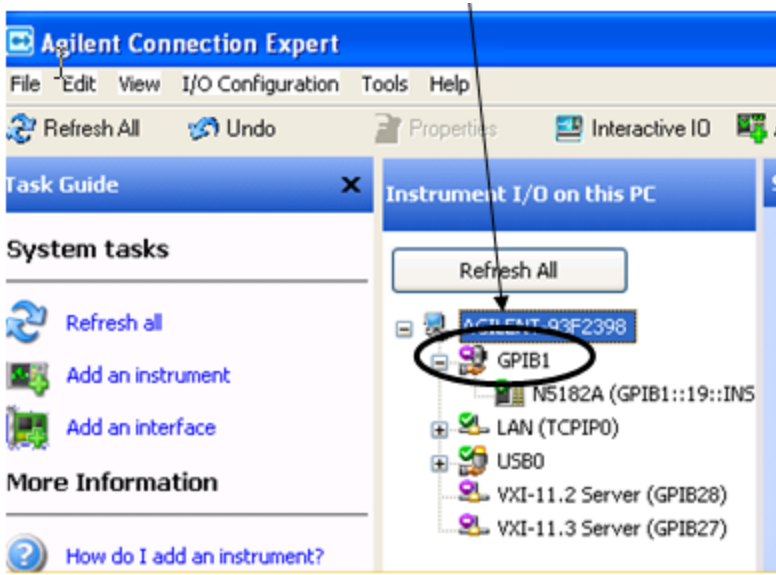 Agilent Connection Expert
File Edit View I/O Configuration Tools Help
Refresh All Undo Properties Interactive IO
Task Guide
Instrument I/O on this PC
System tasks
Refresh All
Refresh all
AGILENT-93F2398
GPIB1
Add an instrument
N5182A (GPIB1::19::INS
Add an interface
LAN (TCPIP0)
USB0
More Information
VXI-11.2 Server (GPIB28)
VXI-11.3 Server (GPIB27)
How do I add an instrument?